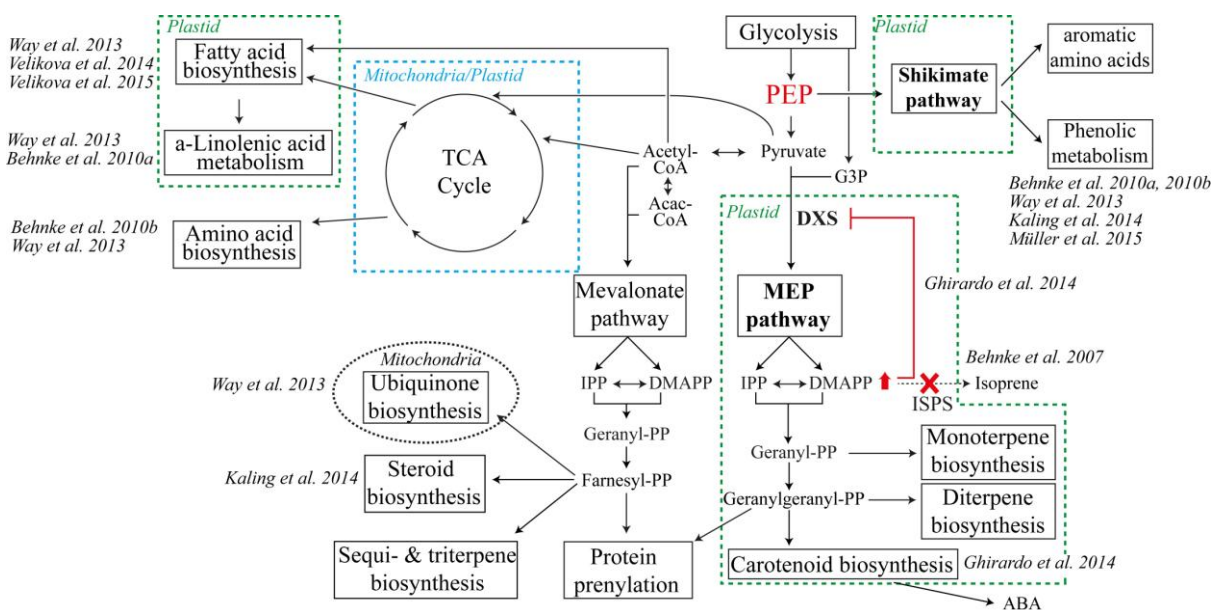 Plastid
Way et al. 2013
Velikova et al. 2014
Velikova et al. 2015
Fatty acid
biosynthesis
Way et al. 2013
Behnke et al. 2010a
a-Linolenic acid
metabolism
Behnke et al. 2010b
Way et al. 2013
Amino acid
biosynthesis
Mitochondria/Plastid
TCA
Cycle
Glycolysis
PEP
Pyruvate
G3P
Acetyl-
CoA
Acac-
CoA
Plastid
Shikimate
pathway
aromatic
amino acids
Phenolic
metabolism
Behnke et al. 2010a, 2010b
Way et al. 2013
Kaling et al. 2014
Müller et al. 2015
Plastid
DXS
Ghirardo et al. 2014
Mevalonate
pathway
MEP
pathway
Behnke et al. 2007
IPP
DMAPP
IPP
DMAPP
Isoprene
ISPS
Mitochondria
Way et al. 2013
Ubiquinone
biosynthesis
Geranyl-PP
Geranyl-PP
Monoterpene
biosynthesis
Kaling et al. 2014
Steroid
biosynthesis
Farnesyl-PP
Geranylgeranyl-PP
Diterpene
biosynthesis
Sequi- & triterpene
biosynthesis
Protein
prenylation
Carotenoid biosynthesis
Ghirardo et al. 2014
ABA